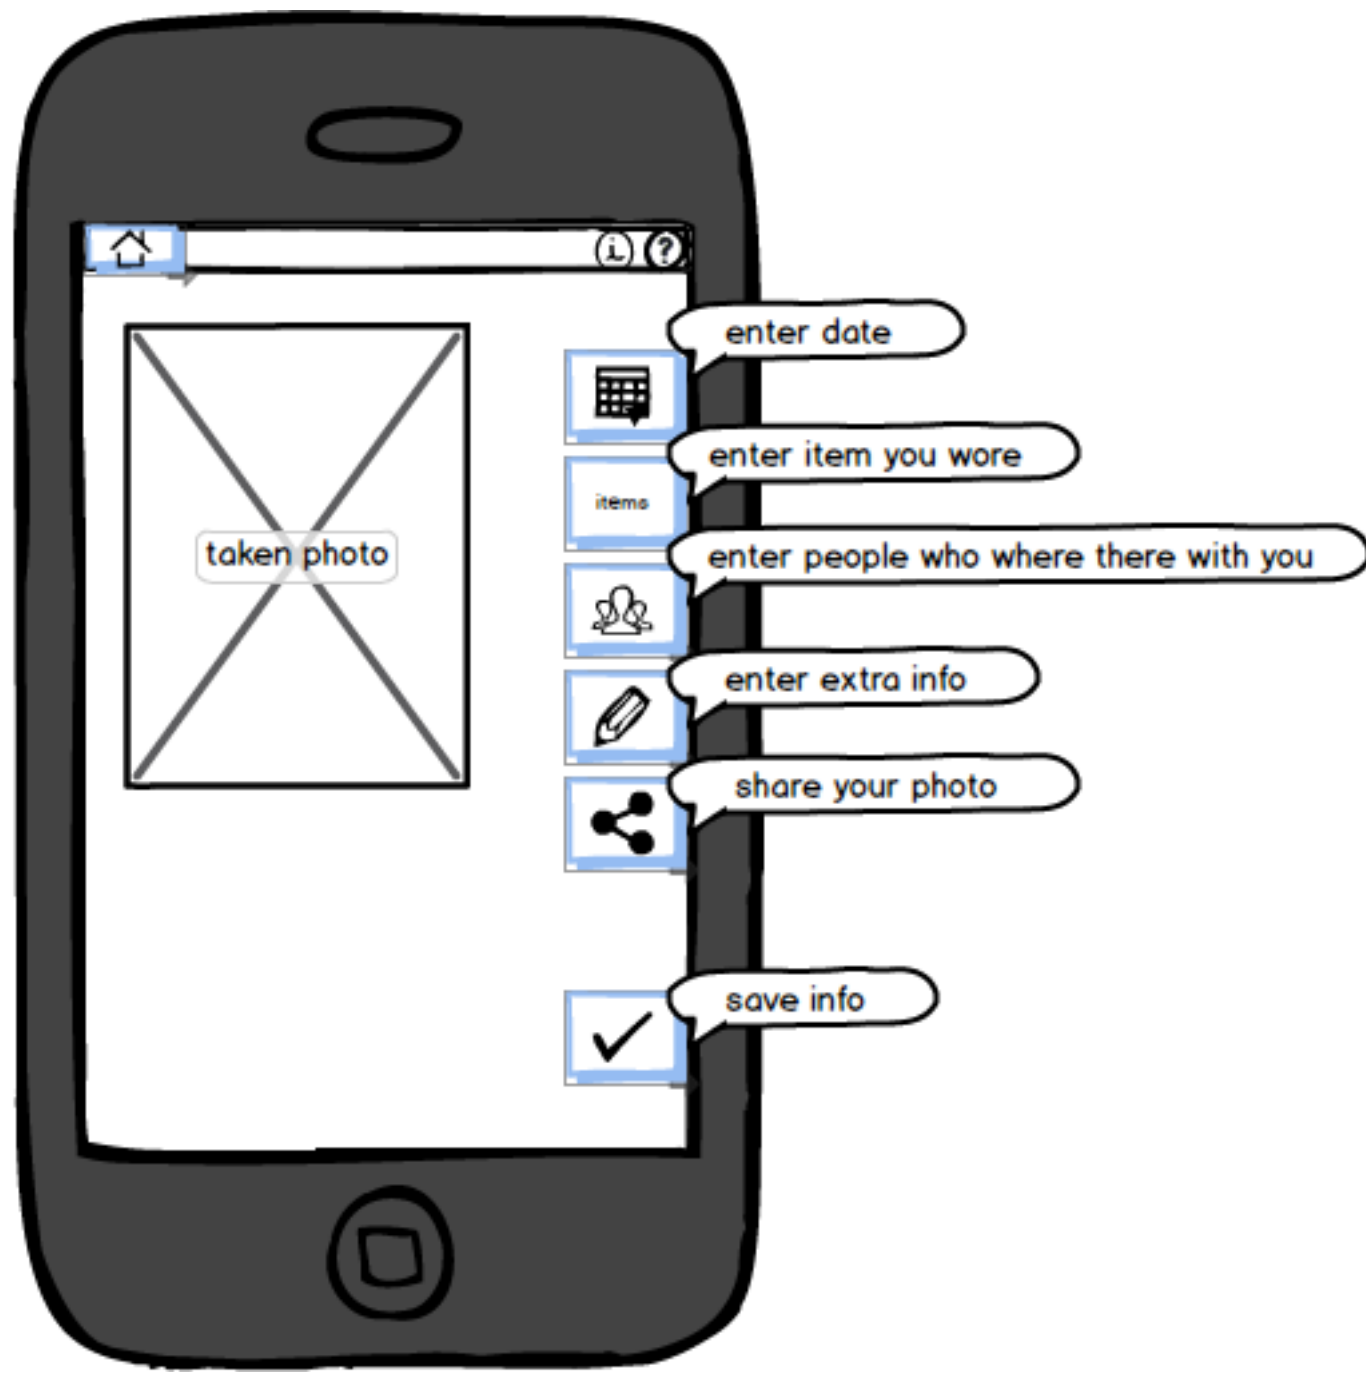 i ?
enter date
enter item you wore
items
taken photo
enter people who where there with you
enter extra info
share your photo
save info